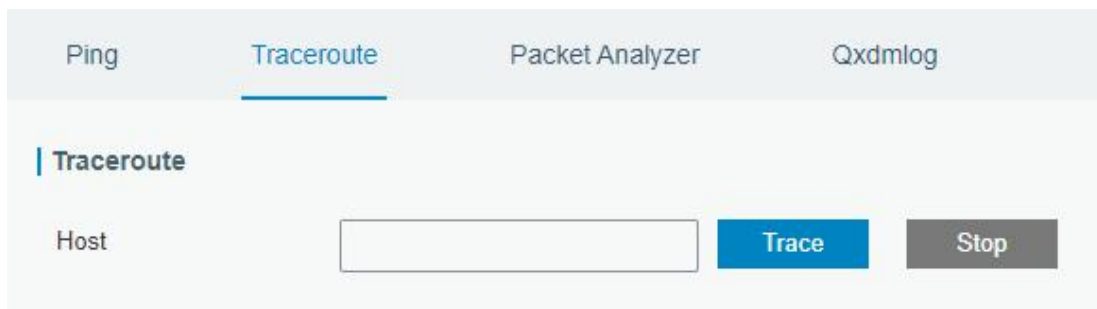 Ping Traceroute Packet Analyzer Qxdmlog
Traceroute
Host Trace Stop